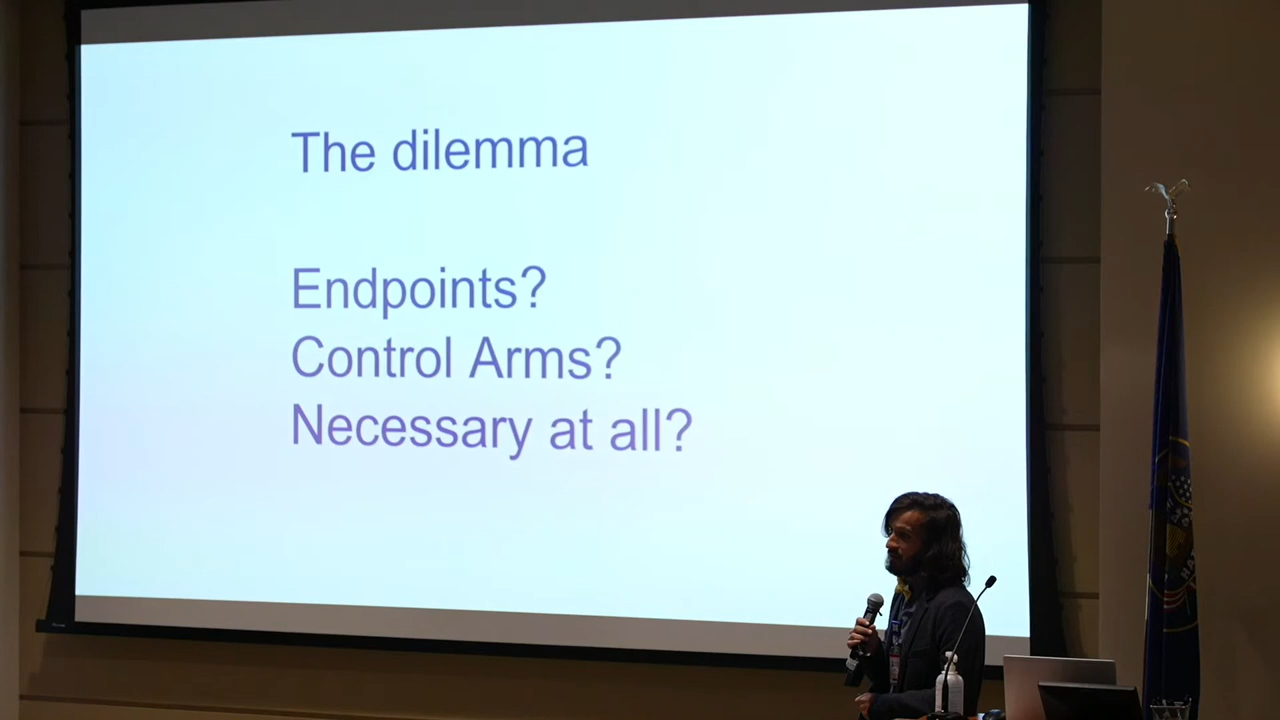 The dilemma
Endpoints?
Control Arms?
Necessary at all?